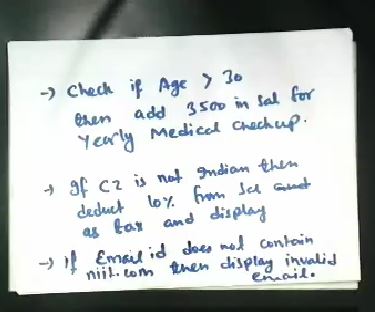 → Check if Age > 30
then add 3500 in Sal for
Yearly Medical Checkup.
→ If CZ is not Indian then
deduct 10% from Sal amt
as tax and display
→ If Email id does not contain
niit.com then display invalid
email.